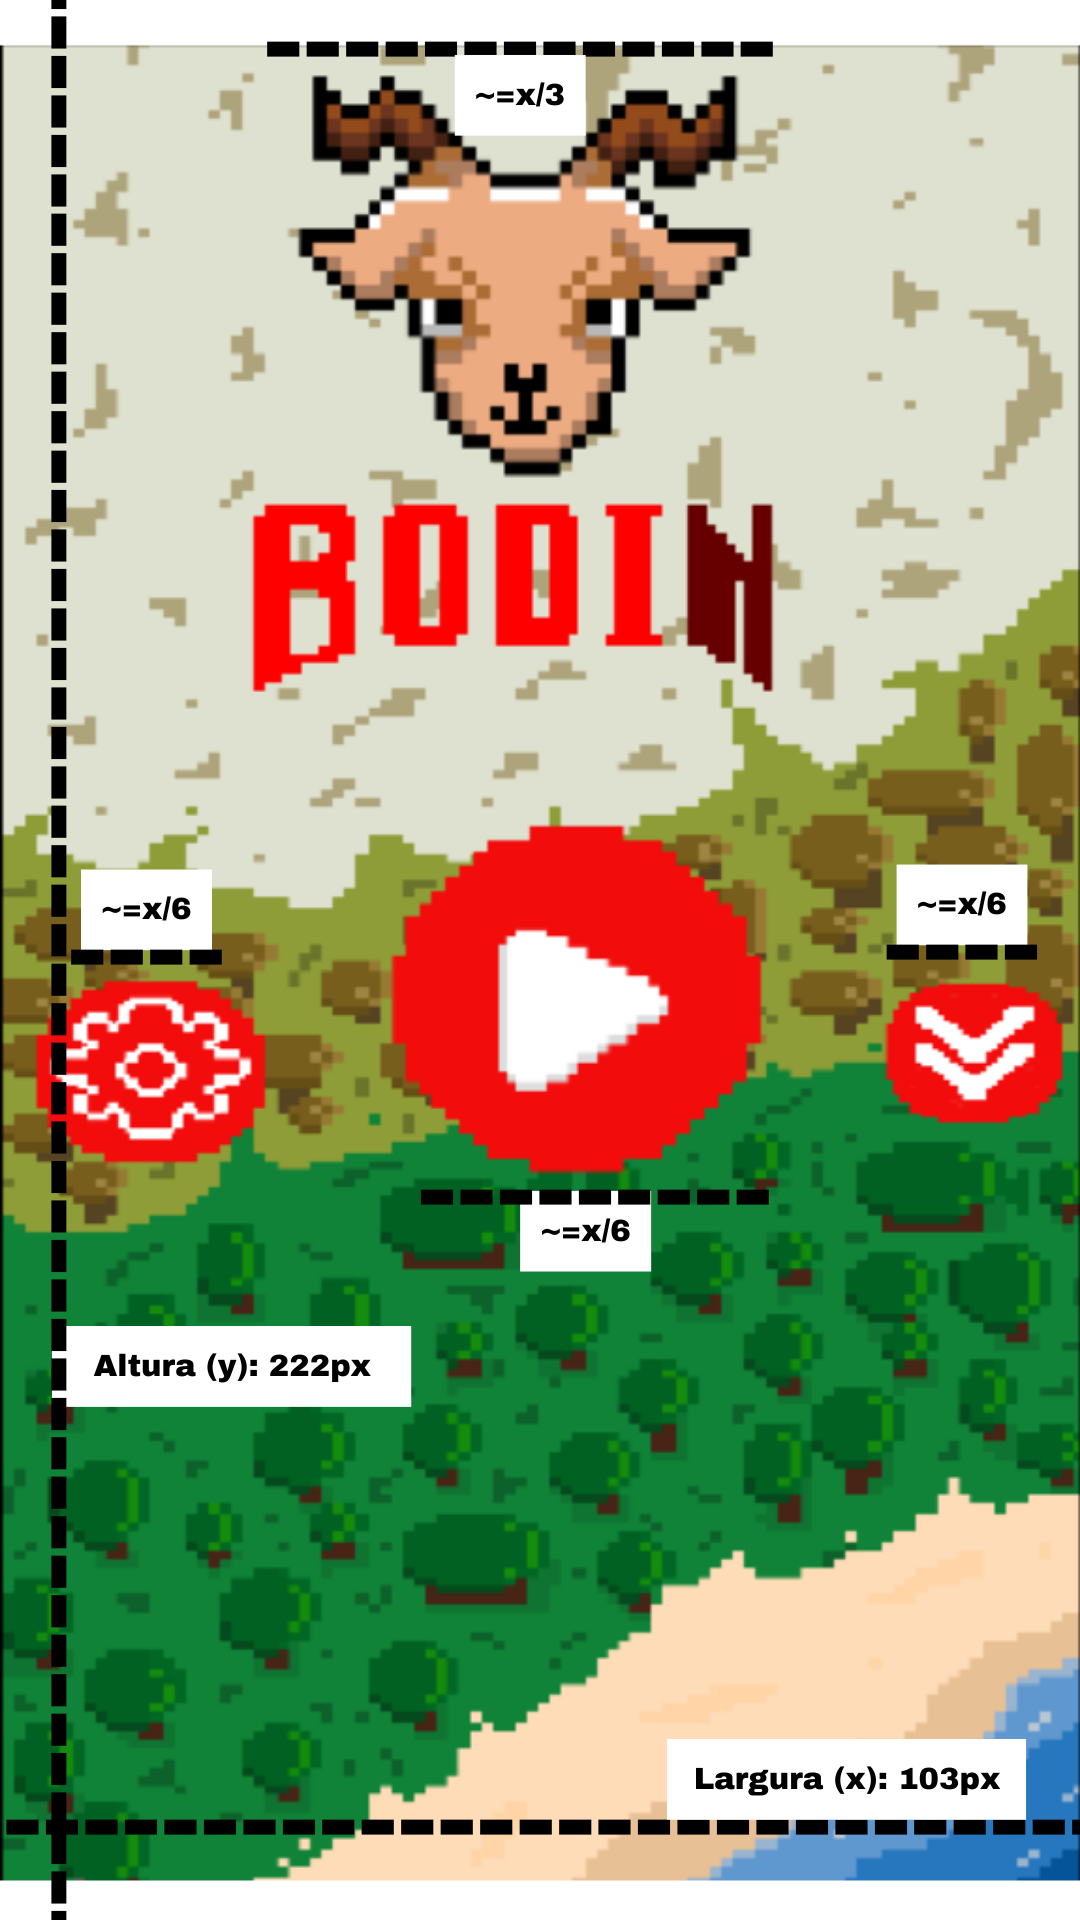 ~=x/3
BODIN
~=x/6
~=x/6
~=x/6
Altura (y): 222px
Largura (x): 103px